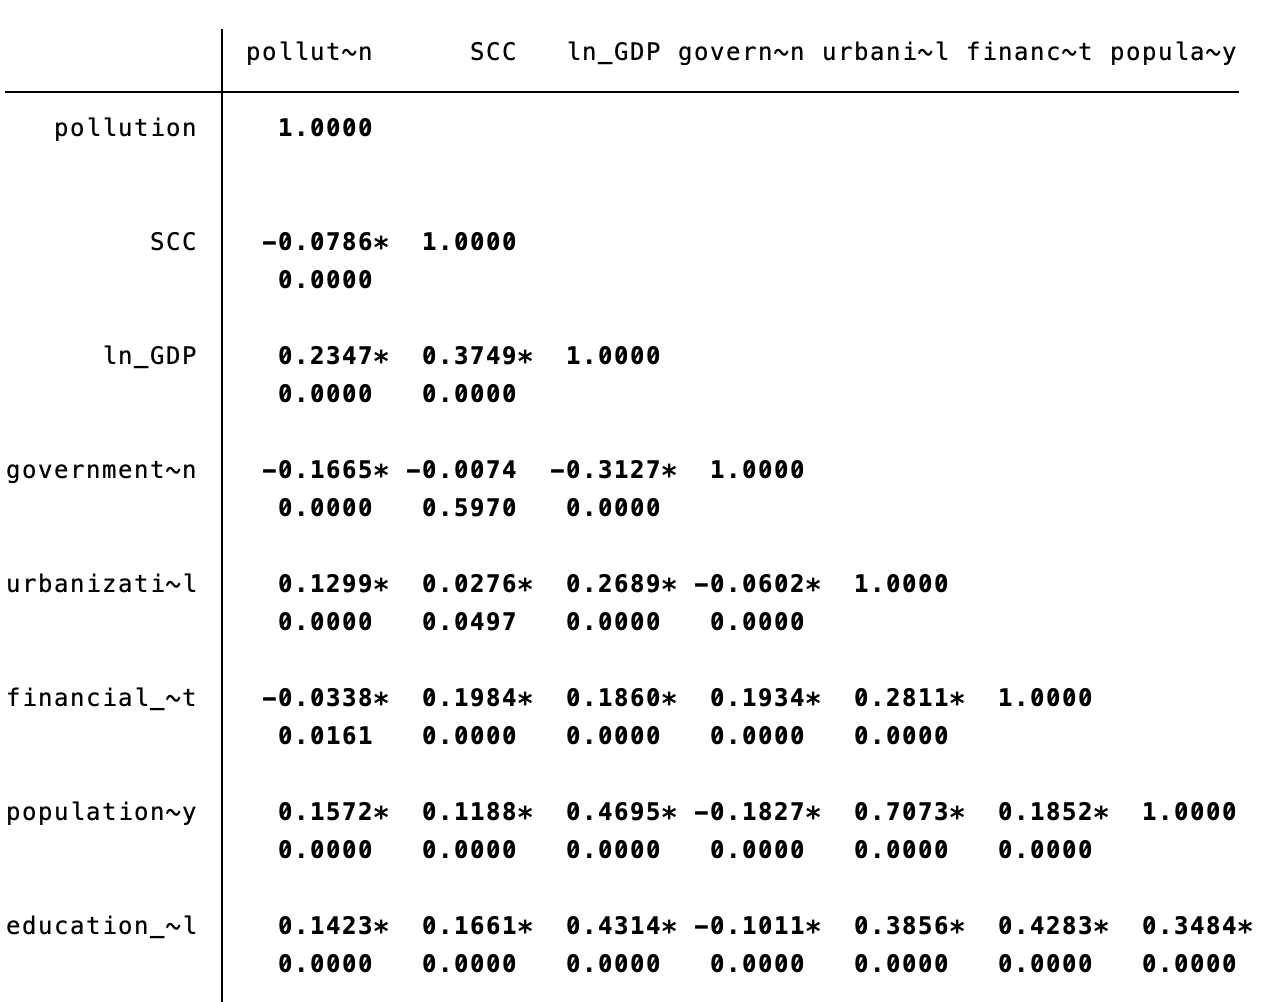 pollut~n SCC ln_GDP govern~n urbani~l financ~t popula~y
pollution 1.0000
SCC -0.0786* 1.0000
0.0000
ln_GDP 0.2347* 0.3749* 1.0000
0.0000 0.0000
government~n -0.1665* -0.0074 -0.3127* 1.0000
0.0000 0.5970 0.0000
urbanizati~l 0.1299* 0.0276* 0.2689* -0.0602* 1.0000
0.0000 0.0497 0.0000 0.0000
financial_~t -0.0338* 0.1984* 0.1860* 0.1934* 0.2811* 1.0000
0.0161 0.0000 0.0000 0.0000 0.0000
population~y 0.1572* 0.1188* 0.4695* -0.1827* 0.7073* 0.1852* 1.0000
0.0000 0.0000 0.0000 0.0000 0.0000 0.0000
education_~l 0.1423* 0.1661* 0.4314* -0.1011* 0.3856* 0.4283* 0.3484*
0.0000 0.0000 0.0000 0.0000 0.0000 0.0000 0.0000